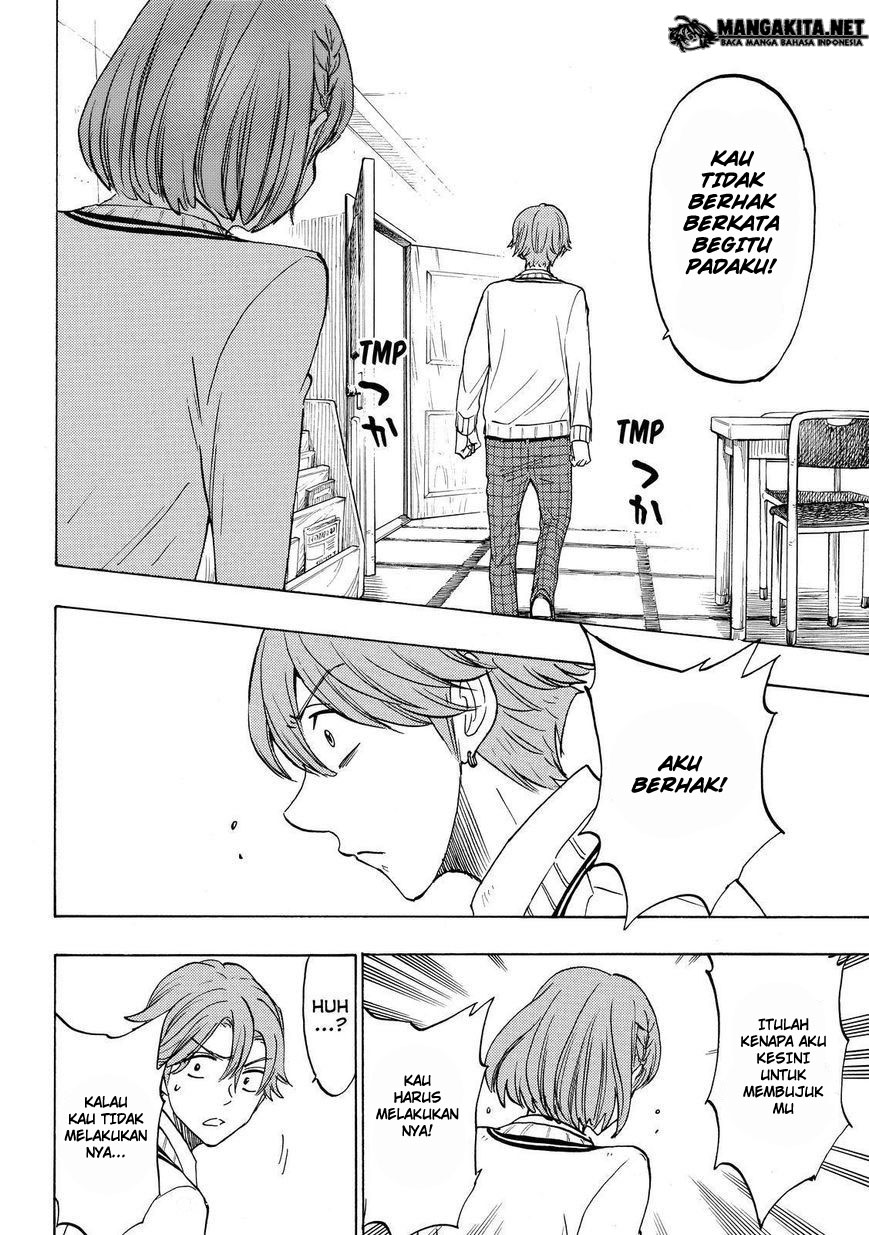 MANGAKITA.NET
BACA MANGA BAHASA INDONESIA
KAU
TIDAK
BERHAK
BERKATA
BEGITU
PADAKU!
TMP
つか
TMP
つか
AKU
BERHAK!
ITULAH
KENAPA AKU
KESINI
UNTUK
MEMBUJUK
MU
KAU
HARUS
MELAKUKAN
NYA!
HUH
...?
KALAU
KAU TIDAK
MELAKUKAN
NYA...